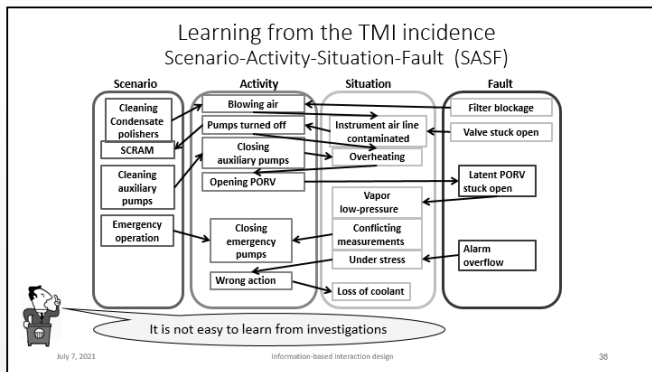 Learning from the TMI incidence
Scenario-Activity-Situation-Fault (SASF)
Scenario
Activity
Situation
Fault
Cleaning
Condensate
polishers
SCRAM
Cleaning
auxiliary
pumps
Emergency
operation
Blowing air
Pumps turned off
Closing
auxiliary pumps
Opening PORV
Closing
emergency
pumps
Wrong action
Instrument air line
contaminated
Overheating
Vapor
low-pressure
Conflicting
measurements
Under stress
Loss of coolant
Filter blockage
Valve stuck open
Latent PORV
stuck open
Alarm
overflow
It is not easy to learn from investigations
July 7, 2021
Information-based interaction design
36